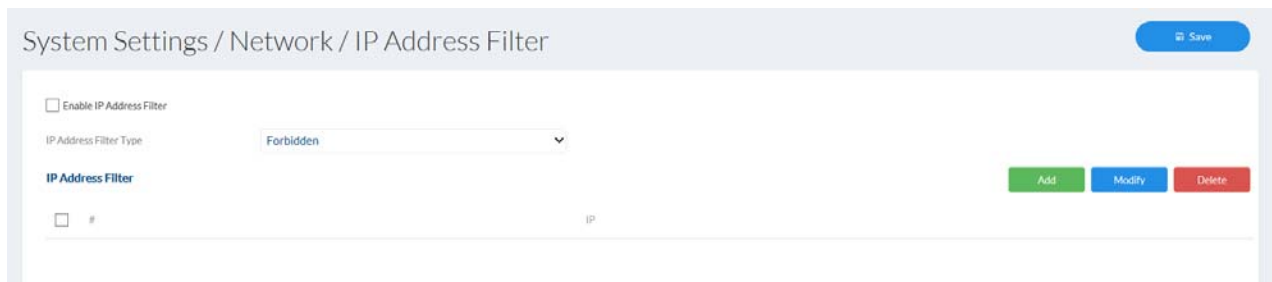 System Settings / Network / IP Address Filter
Save
Enable IP Address Filter
IP Address Filter Type Forbidden
IP Address Filter Add Modify Delete
# IP